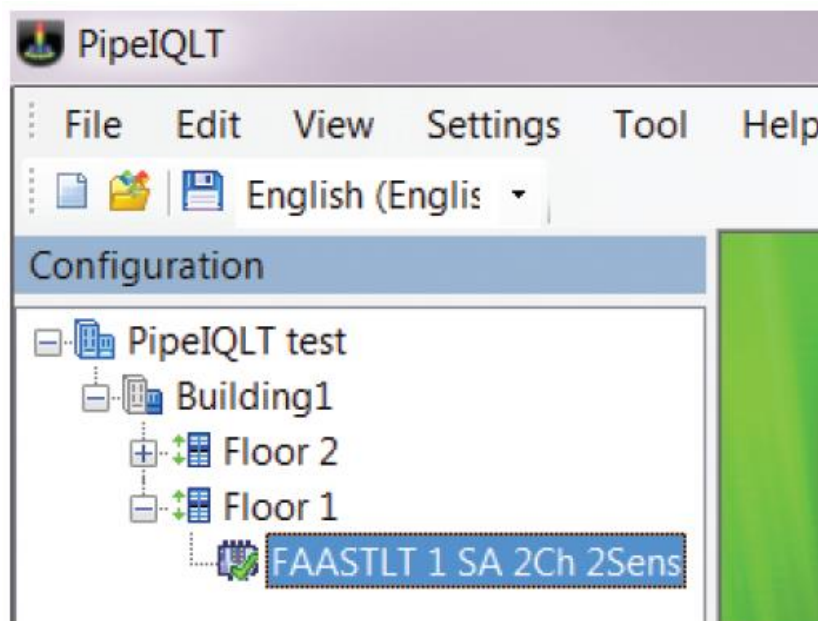 PipeIQLT
File Edit View Settings Tool Help
English (Englis
Configuration
PipeIQLT test
Building1
Floor 2
Floor 1
FAASTLT 1 SA 2Ch 2Sens